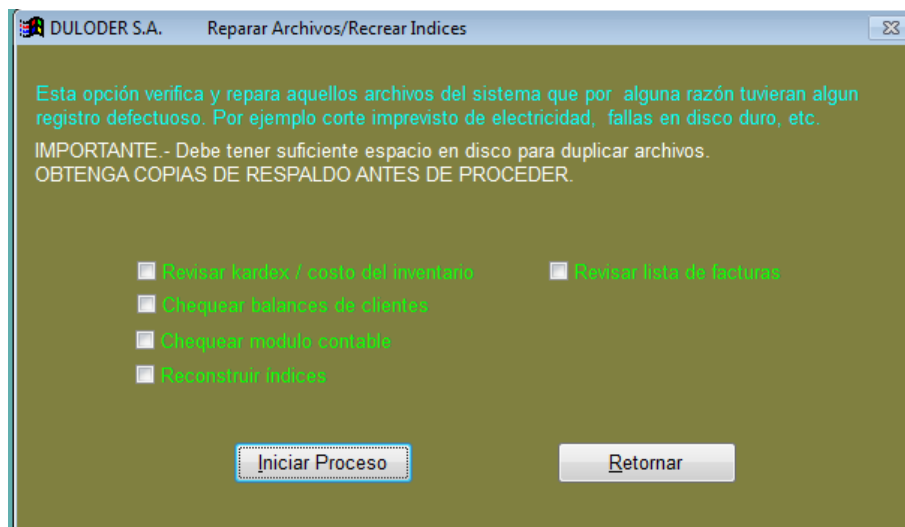 DULODER S.A. Reparar Archivos/Recrear Indices
Esta opción verifica y repara aquellos archivos del sistema que por alguna razón tuvieran algun
registro defectuoso. Por ejemplo corte imprevisto de electricidad, fallas en disco duro, etc.
IMPORTANTE.- Debe tener suficiente espacio en disco para duplicar archivos.
OBTENGA COPIAS DE RESPALDO ANTES DE PROCEDER.
Revisar kardex / costo del inventario Revisar lista de facturas
Chequear balances de clientes
Chequear modulo contable
Reconstruir índices
Iniciar Proceso Retornar